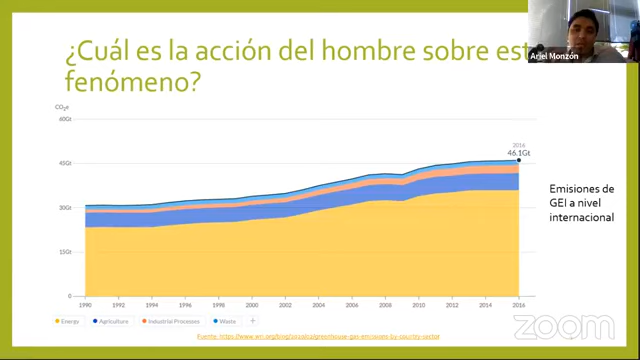 ¿Cuál es la acción del hombre sobre est
fenómeno?
Ariel Monzón
CO₂e
60Gt
2016
46.1Gt
45Gt
30Gt
15Gt
0
1990 1992 1994 1996 1998 2000 2002 2004 2006 2008 2010 2012 2014 2016
Emisiones de
GEI a nivel
internacional
Energy Agriculture Industrial Processes Waste +
zoom